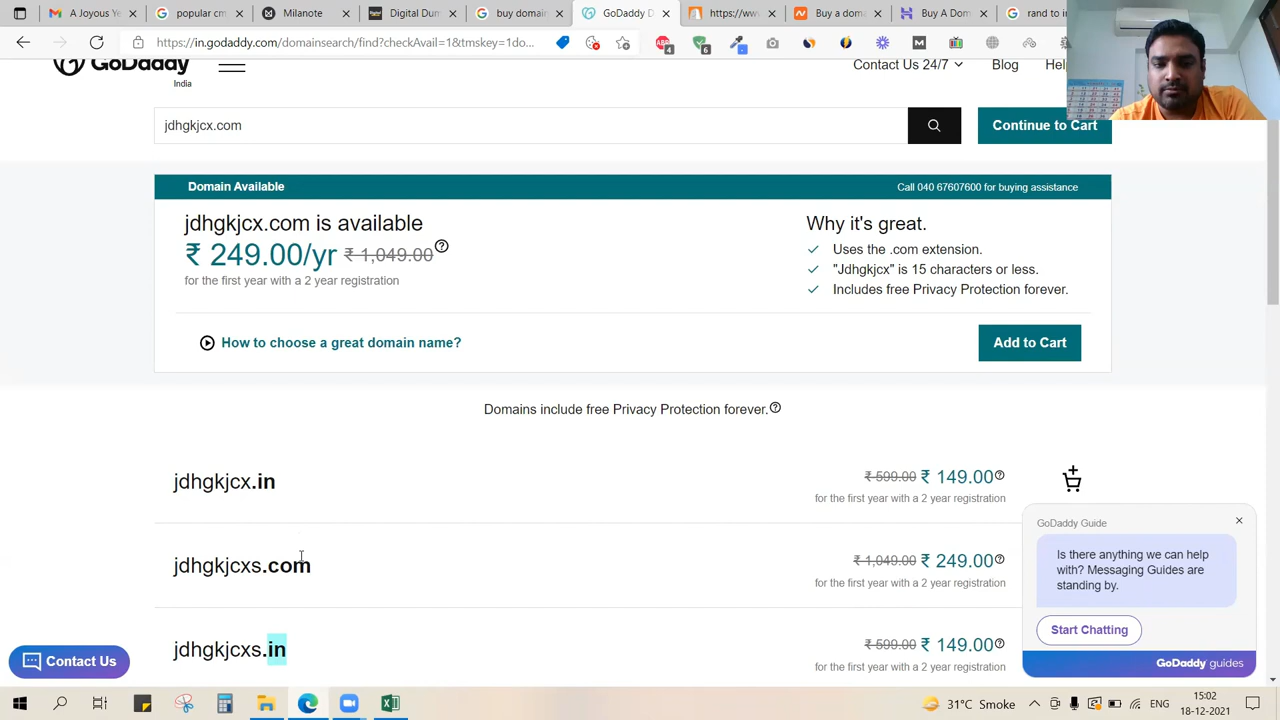 A Joyous Ye
popular crm
Milanote
Digital Dum
buy domain
GoDaddy D
https://www
Buy a doma
Buy A Dom
rand to in
https://in.godaddy.com/domainsearch/find?checkAvail=1&tmskey=1do...
GoDaddy
India
Contact Us 24/7
Blog
Help
jdhgkjcx.com
Continue to Cart
Domain Available
Call 040 67607600 for buying assistance
jdhgkjcx.com is available
₹ 249.00/yr ₹ 1,049.00
for the first year with a 2 year registration
Why it's great.
Uses the .com extension.
"Jdhgkjcx" is 15 characters or less.
Includes free Privacy Protection forever.
How to choose a great domain name?
Add to Cart
Domains include free Privacy Protection forever.
jdhgkjcx.in
₹ 599.00 ₹ 149.00
for the first year with a 2 year registration
jdhgkjcxs.com
₹ 1,049.00 ₹ 249.00
for the first year with a 2 year registration
jdhgkjcxs.in
₹ 599.00 ₹ 149.00
for the first year with a 2 year registration
GoDaddy Guide
Is there anything we can help
with? Messaging Guides are
standing by.
Start Chatting
GoDaddy guides
Contact Us
31°C Smoke
ENG
15:02
18-12-2021